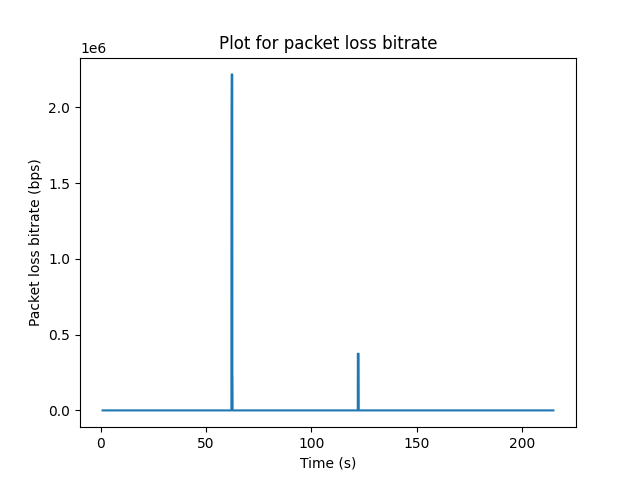 Plot for packet loss bitrate
1e6
2.0
1.5
1.0
0.5
0.0
Packet loss bitrate (bps)
0 50 100 150 200
Time (s)